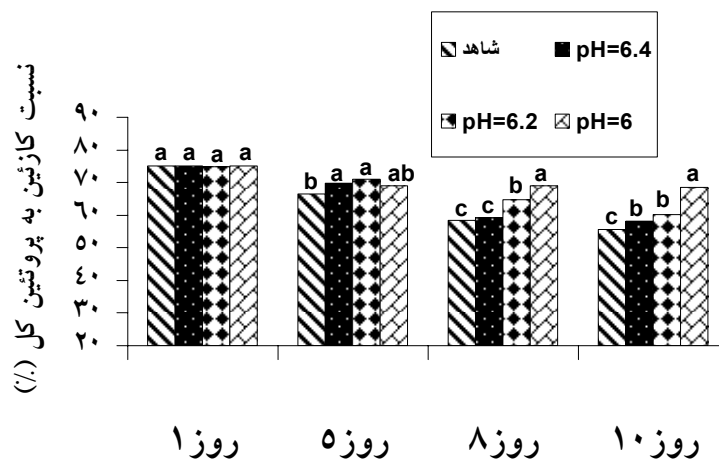 شاهد
pH=6.4
pH=6.2
pH=6
نسبت کازئین به پروتئین کل (٪)
۹۰
۸۰
۷۰
۶۰
۵۰
٤۰
۳۰
۲۰
a a a a
b a a ab
c c b a
c b b a
روز۱
روز۵
روز۸
روز۱۰